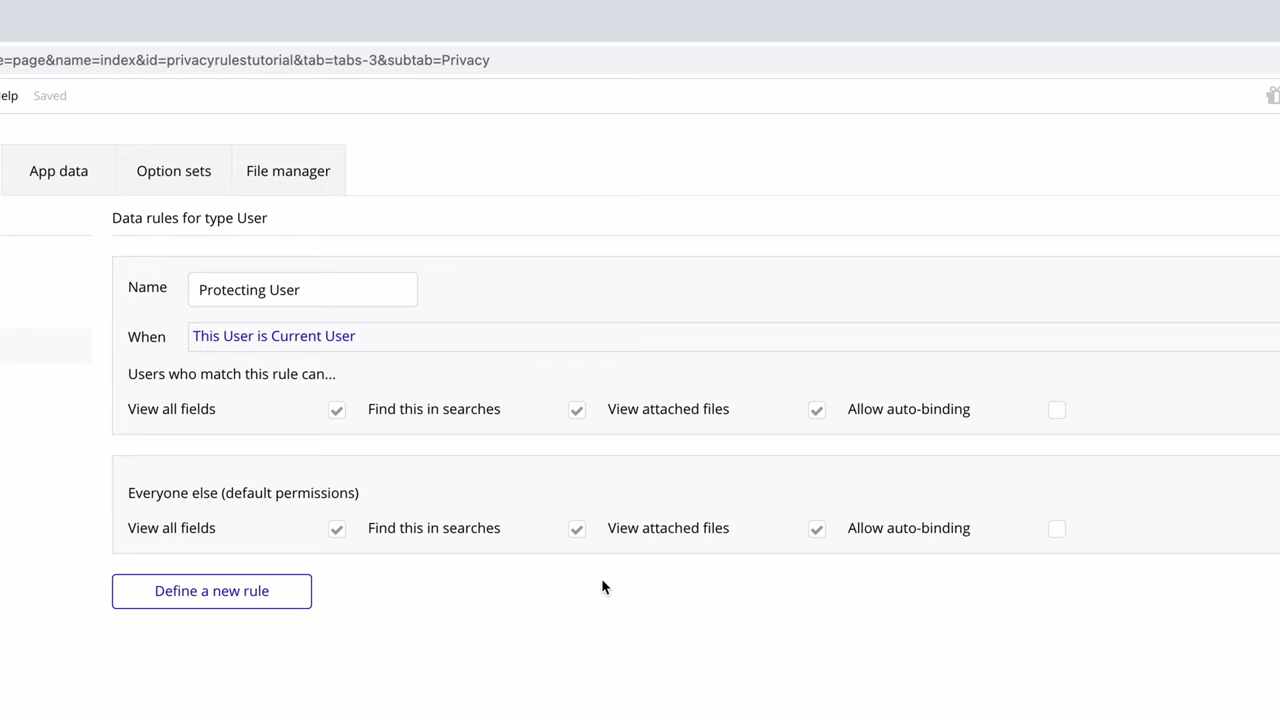 e=page&name=index&id=privacyrulestutorial&tab=tabs-3&subtab=Privacy
elp Saved
App data Option sets File manager
Data rules for type User
Name Protecting User
When This User is Current User
Users who match this rule can...
View all fields Find this in searches View attached files Allow auto-binding
Everyone else (default permissions)
View all fields Find this in searches View attached files Allow auto-binding
Define a new rule